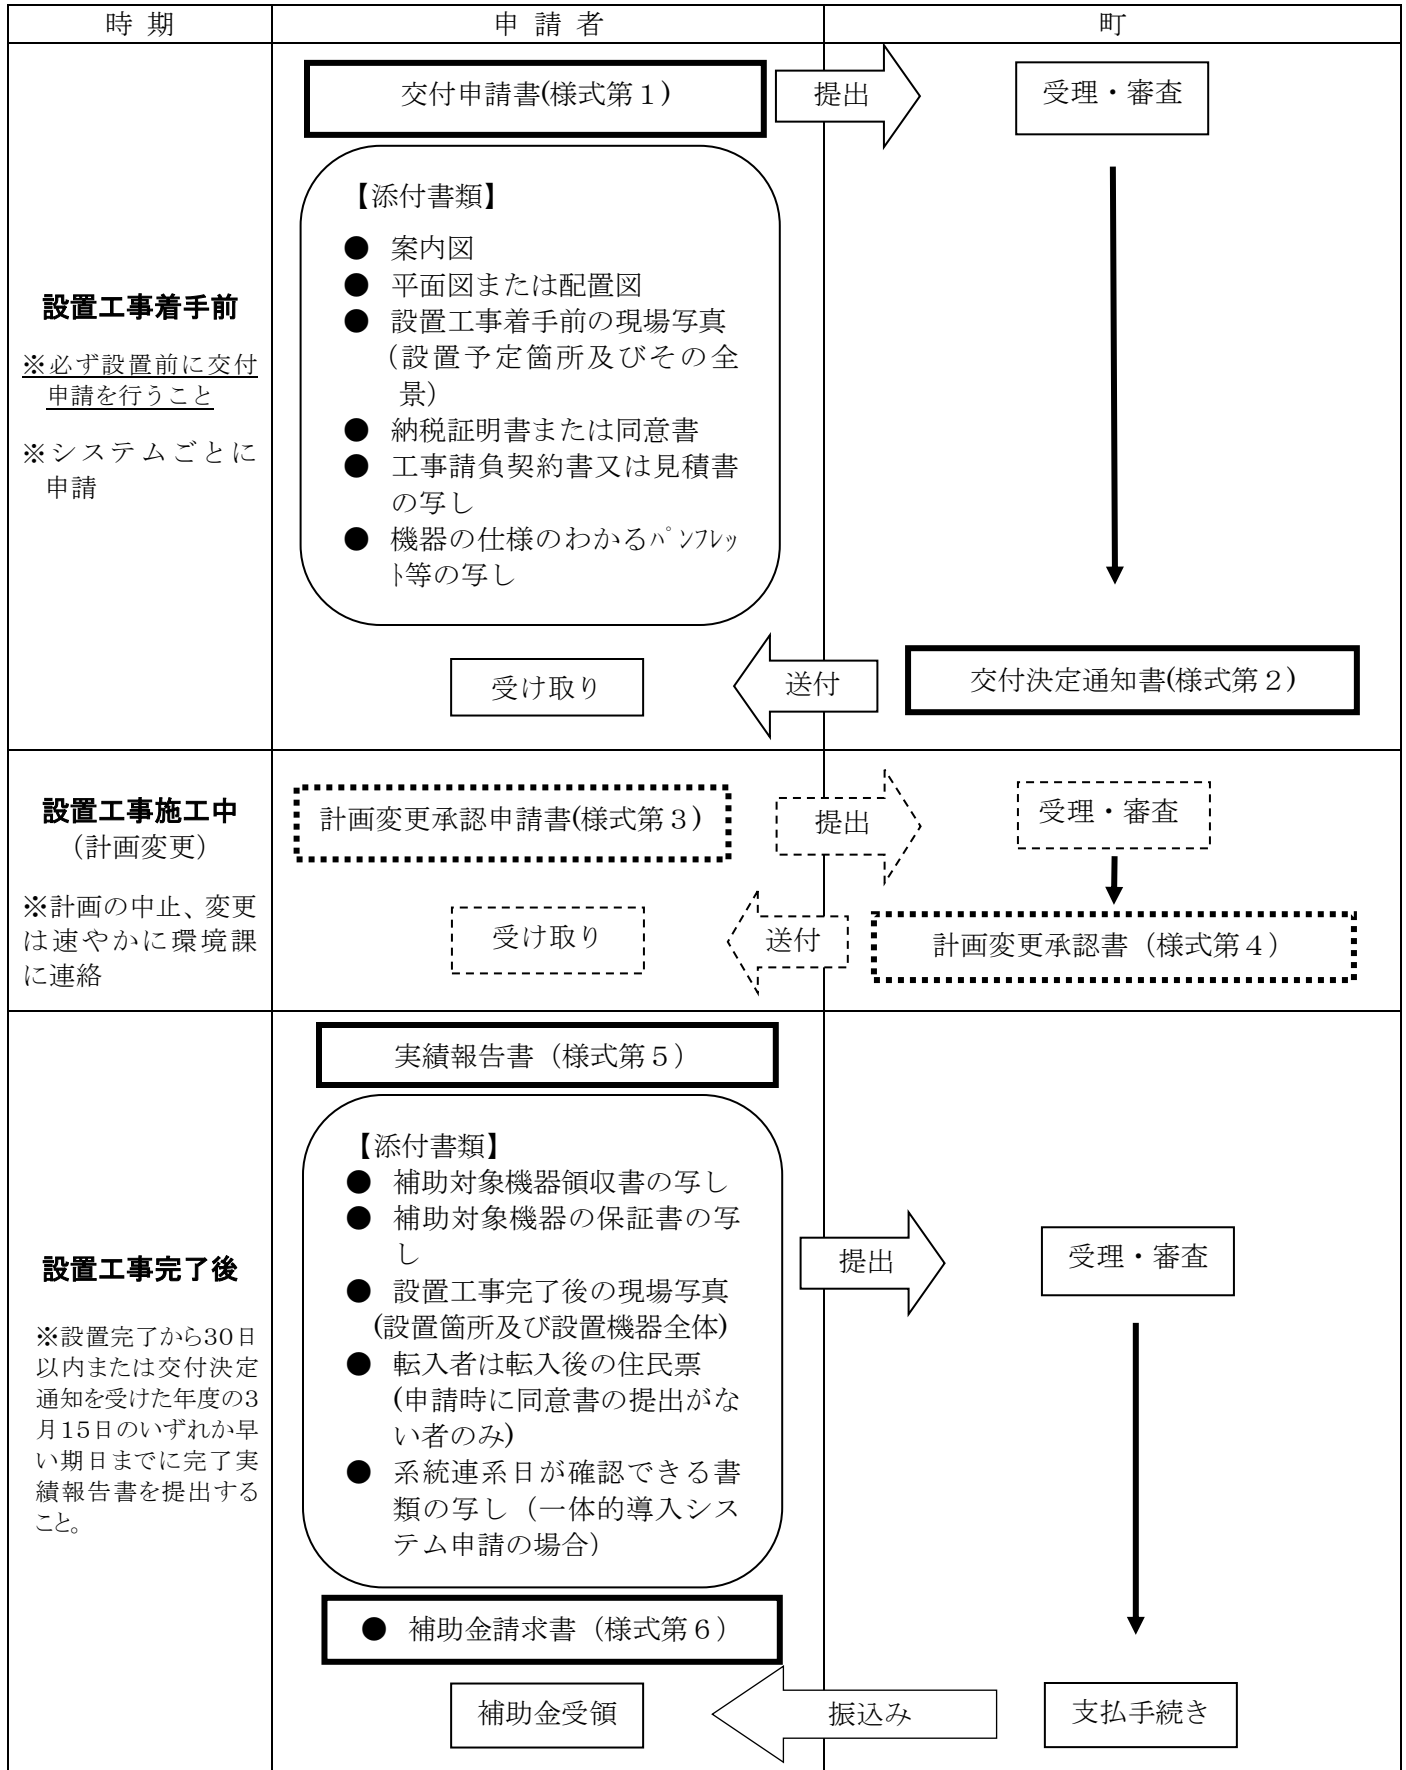 時 期
申 請 者
町
設置工事着手前
※必ず設置前に交付
申請を行うこと
※システムごとに
申請
交付申請書(様式第１)
提出
受理・審査
【添付書類】
● 案内図
● 平面図または配置図
● 設置工事着手前の現場写真
（設置予定箇所及びその全
景）
● 納税証明書または同意書
● 工事請負契約書又は見積書
の写し
● 機器の仕様のわかるﾊﾟﾝﾌﾚｯ
ﾄ等の写し
受け取り
送付
交付決定通知書(様式第２)
設置工事施工中
（計画変更）
※計画の中止、変更
は速やかに環境課
に連絡
計画変更承認申請書(様式第３)
提出
受理・審査
受け取り
送付
計画変更承認書（様式第４）
設置工事完了後
※設置完了から30日
以内または交付決定
通知を受けた年度の3
月15日のいずれか早
い期日までに完了実
績報告書を提出する
こと。
実績報告書（様式第５）
【添付書類】
● 補助対象機器領収書の写し
● 補助対象機器の保証書の写
し
● 設置工事完了後の現場写真
(設置箇所及び設置機器全体)
● 転入者は転入後の住民票
(申請時に同意書の提出がな
い者のみ)
● 系統連系日が確認できる書
類の写し（一体的導入シス
テム申請の場合）
提出
受理・審査
● 補助金請求書（様式第６）
補助金受領
振込み
支払手続き